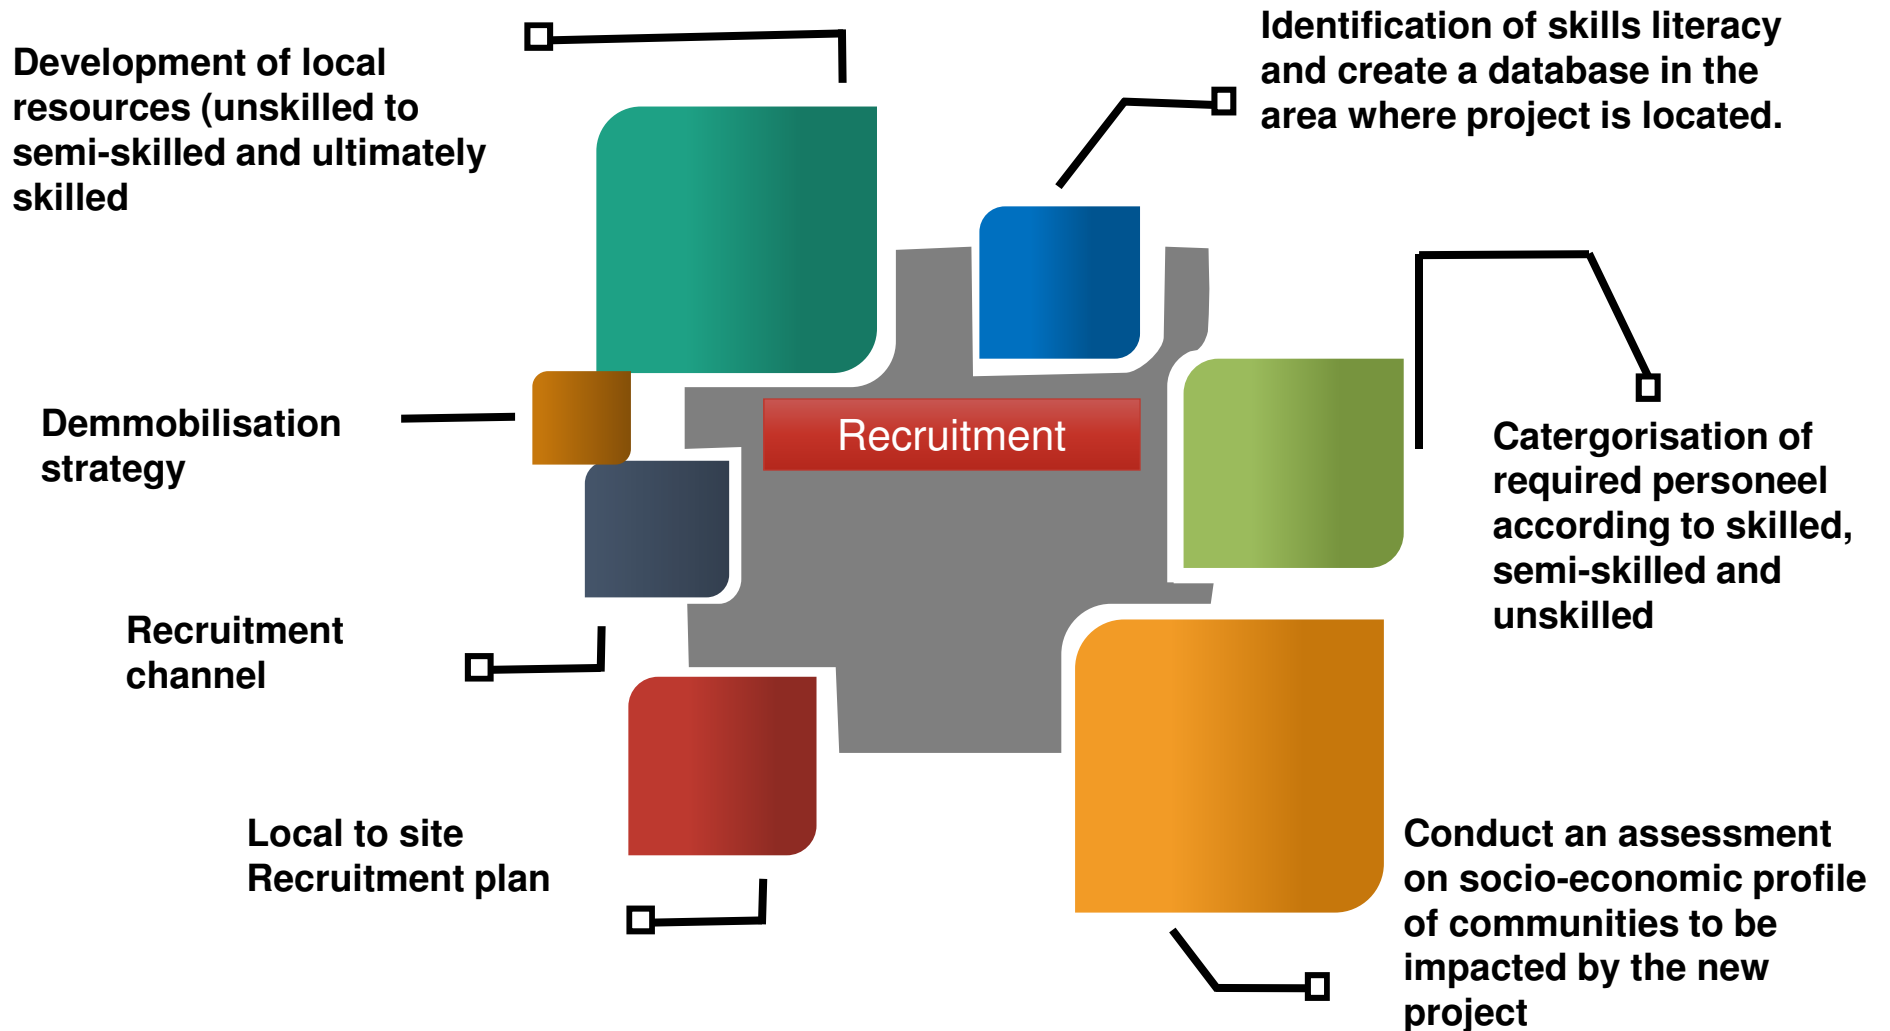 Development of local
resources (unskilled to
semi-skilled and ultimately
skilled
Identification of skills literacy
and create a database in the
area where project is located.
Demmobilisation
strategy
Recruitment
Catergorisation of
required personeel
according to skilled,
semi-skilled and
unskilled
Recruitment
channel
Local to site
Recruitment plan
Conduct an assessment
on socio-economic profile
of communities to be
impacted by the new
project